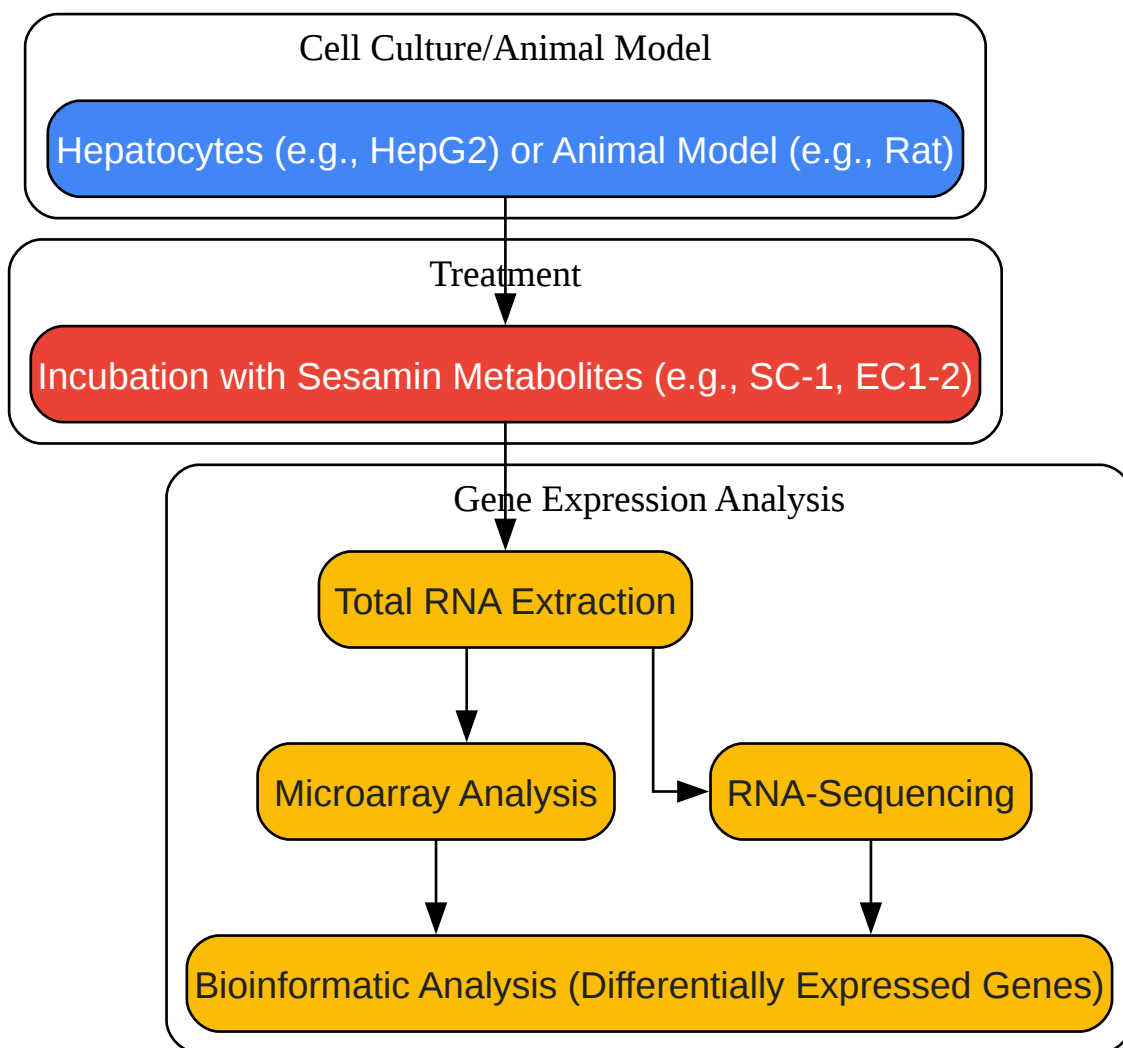 Cell Culture/Animal Model
Hepatocytes (e.g., HepG2) or Animal Model (e.g., Rat)
Treatment
Incubation with Sesamin Metabolites (e.g., SC-1, EC1-2)
Gene Expression Analysis
Total RNA Extraction
Microarray Analysis
RNA-Sequencing
Bioinformatic Analysis (Differentially Expressed Genes)